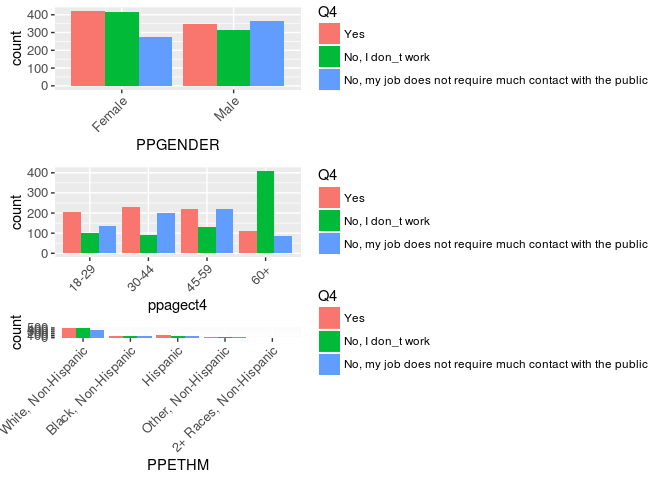 400
300
200
100
0
count
Female
Male
PPGENDER
Q4
Yes
No, I don_t work
No, my job does not require much contact with the public
400
300
200
100
0
count
18-29
30-44
45-59
60+
ppagect4
Q4
Yes
No, I don_t work
No, my job does not require much contact with the public
count
White, Non-Hispanic
Black, Non-Hispanic
Hispanic
Other, Non-Hispanic
2+ Races, Non-Hispanic
PPETHM
Q4
Yes
No, I don_t work
No, my job does not require much contact with the public